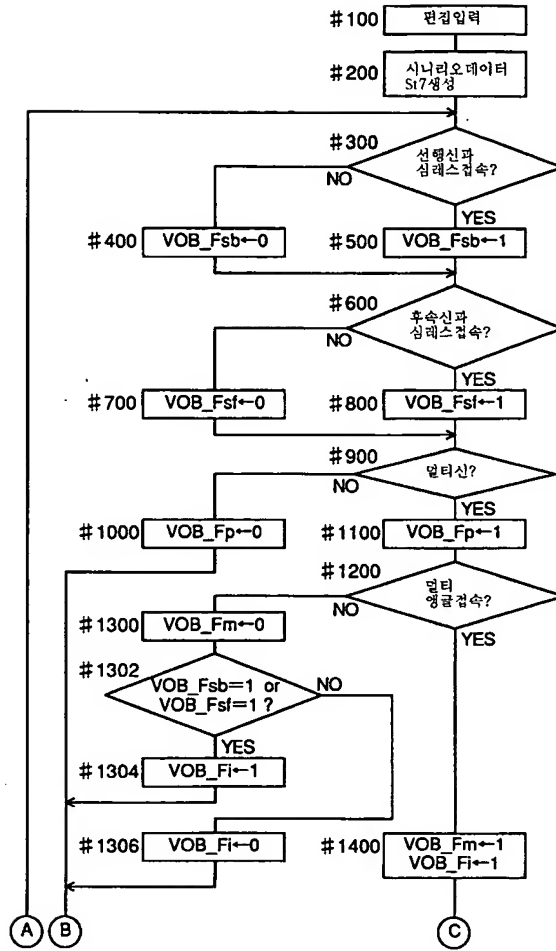 #100
편집입력
#200
시니리오데이터
St7생성
#300
선행신과
심레스접속?
NO
YES
#400
VOB_Fsb←0
#500
VOB_Fsb←1
#600
후속신과
심레스접속?
NO
YES
#700
VOB_Fsf←0
#800
VOB_Fsf←1
#900
멀티신?
NO
YES
#1000
VOB_Fp←0
#1100
VOB_Fp←1
#1200
멀티
앵글접속?
NO
YES
#1300
VOB_Fm←0
#1302
VOB_Fsb=1 or
VOB_Fsf=1 ?
NO
YES
#1304
VOB_Fi←1
#1306
VOB_Fi←0
#1400
VOB_Fm←1
VOB_Fi←1
A
B
C